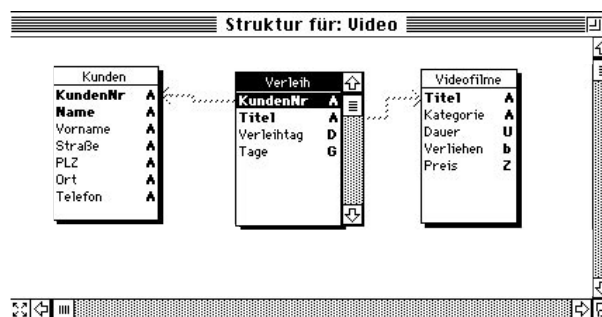 Struktur für: Video
Kunden
KundenNr A
Name A
Vorname A
Straße A
PLZ A
Ort A
Telefon A
Verleih
KundenNr A
Titel A
Verleihtag D
Tage G
Videofilme
Titel A
Kategorie A
Dauer U
Verliehen b
Preis Z